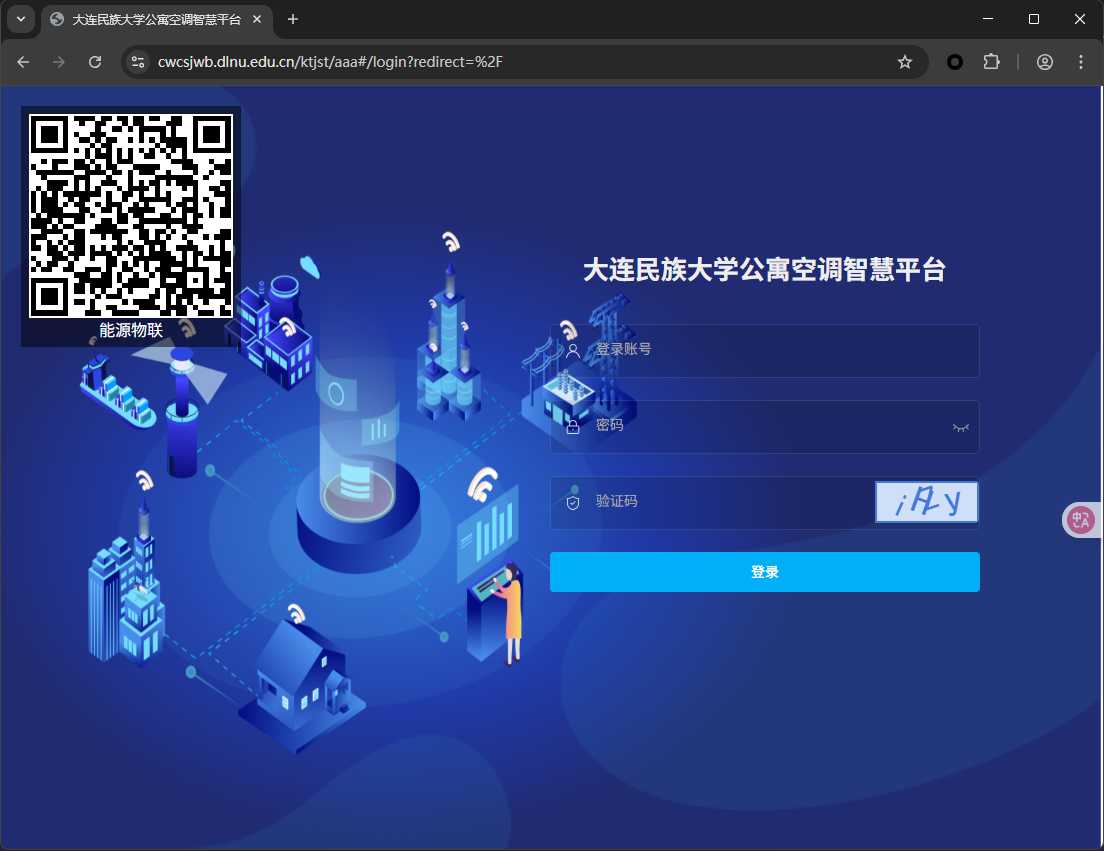 大连民族大学公寓空调智慧平台
cwcsjwb.dlnu.edu.cn/ktjst/aaa#/login?redirect=%2F
能源物联
大连民族大学公寓空调智慧平台
登录账号
密码
验证码
登录